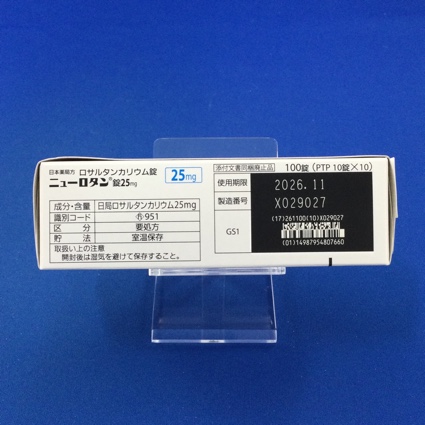 日本薬局方 ロサルタンカリウム錠
ニューロタン®錠25mg
25mg
成分・含量 日局ロサルタンカリウム25mg
識別コード 951
区分 要処方
貯法 室温保存
取扱い上の注意
開封後は湿気を避けて保存すること。
添付文書同梱廃止品 100錠 (PTP 10錠×10)
使用期限 2026.11
製造番号 X029027
GS1
(17)261100(10)X029027
(01)14987954807660